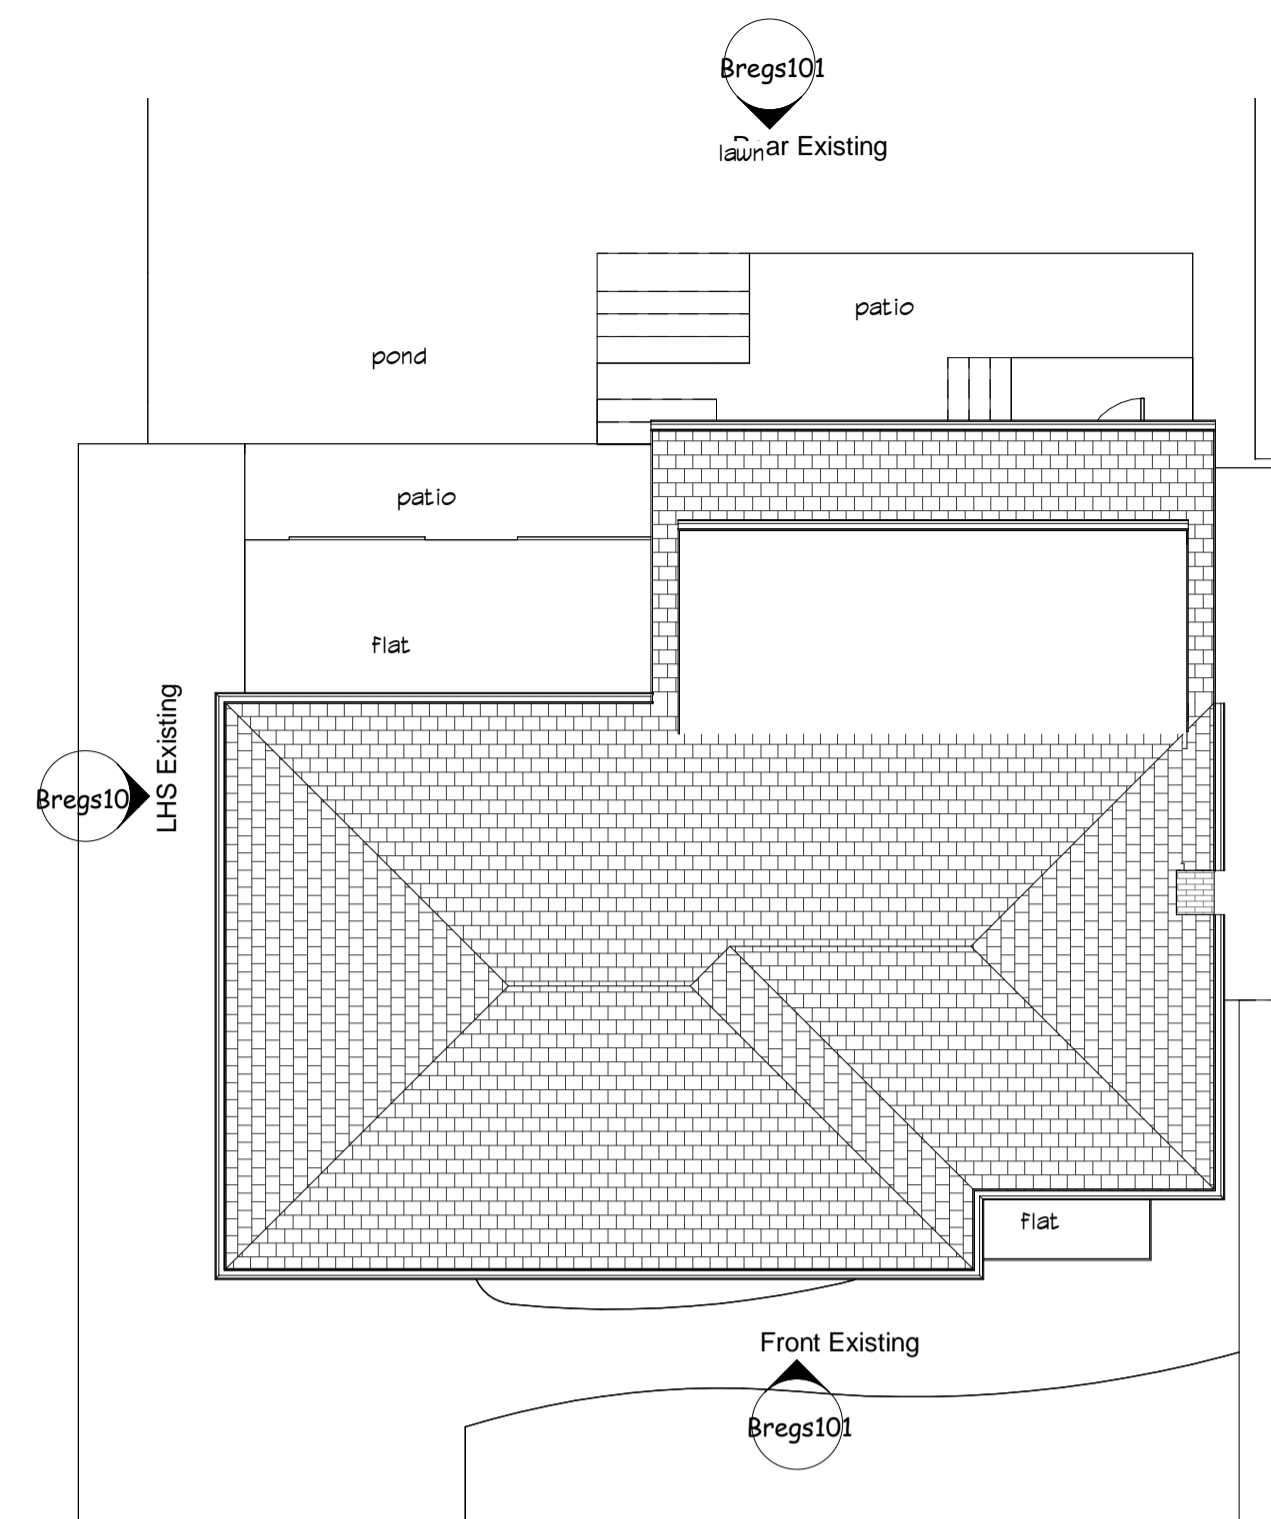 Bregs101
ar Existing
lawn
patio
pond
patio
flat
LHS Existing
Bregs10
flat
Front Existing
Bregs101